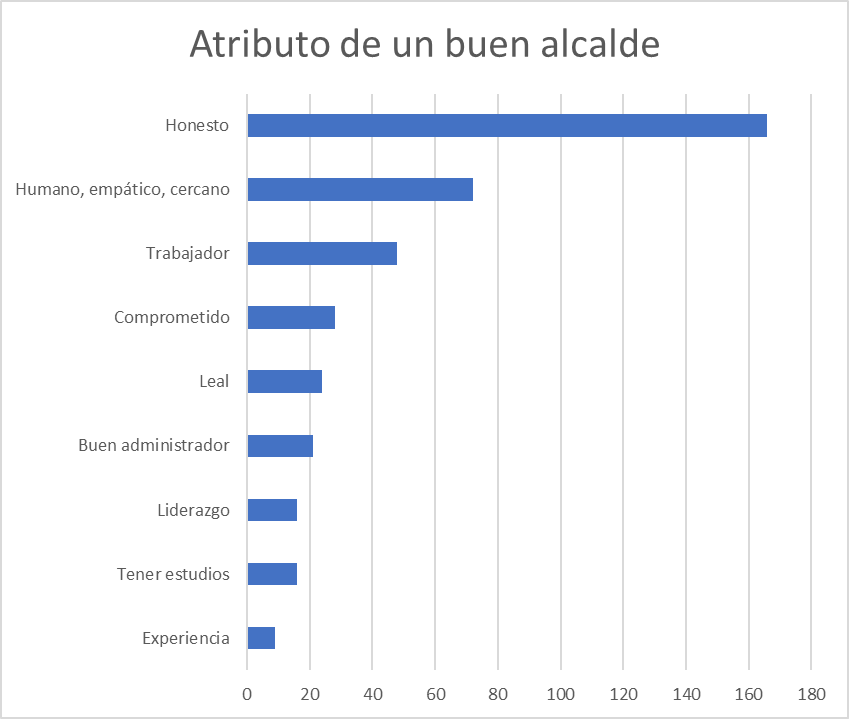 Atributo de un buen alcalde
Honesto
Humano, empático, cercano
Trabajador
Comprometido
Leal
Buen administrador
Liderazgo
Tener estudios
Experiencia
0 20 40 60 80 100 120 140 160 180